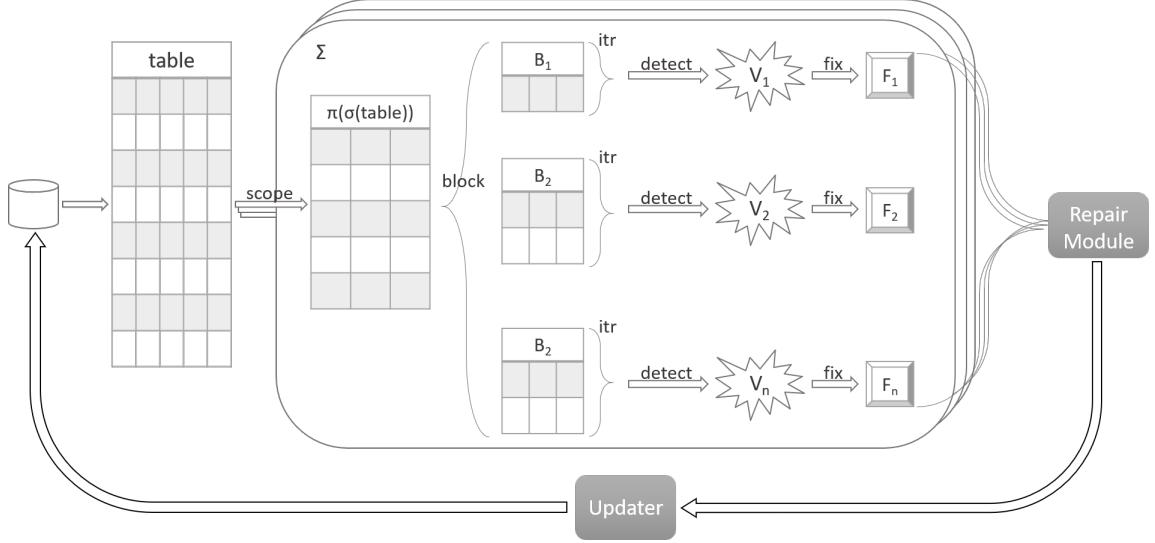 table
scope
Σ
π(σ(table))
block
B₁
itr
detect
V₁
fix
F₁
B₂
itr
detect
V₂
fix
F₂
B₂
itr
detect
Vₙ
fix
Fₙ
Repair
Module
Updater